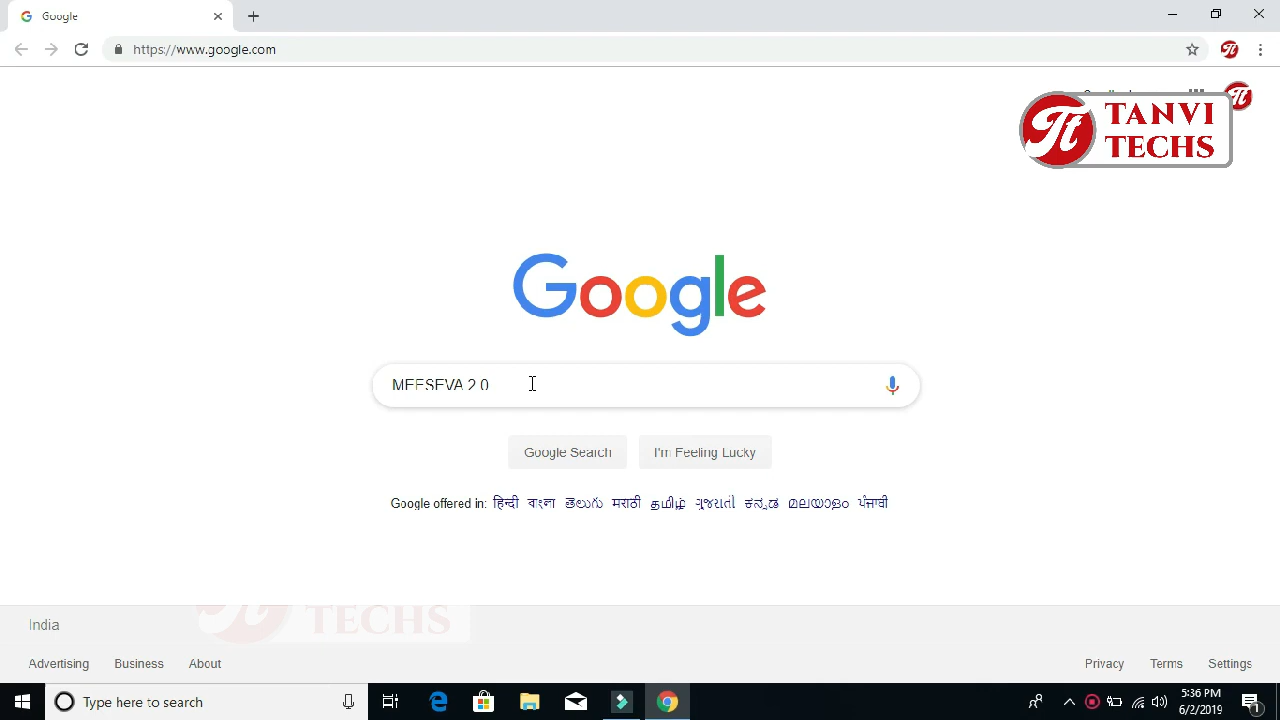 Google
https://www.google.com
TANVI
TECHS
Google
MEESEVA 2 0
Google Search
I'm Feeling Lucky
Google offered in: हिन्दी বাংলা తెలుగు मराठी தமிழ் ગુજરાતી ಕನ್ನಡ മലയാളം ਪੰਜਾਬੀ
TECHS
India
Advertising
Business
About
Privacy
Terms
Settings
Type here to search
5:36 PM
6/2/2019
1